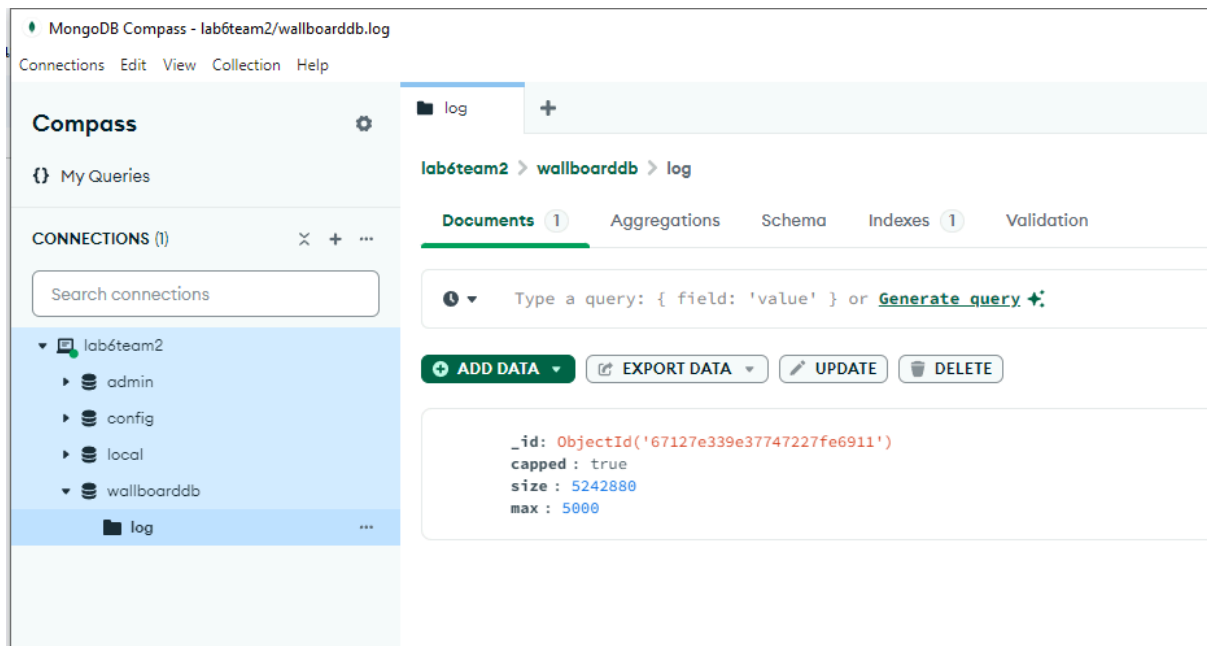 MongoDB Compass - lab6team2/wallboarddb.log
Connections Edit View Collection Help
Compass
{} My Queries
CONNECTIONS (1)
Search connections
lab6team2
admin
config
local
wallboarddb
log
log
lab6team2 > wallboarddb > log
Documents 1 Aggregations Schema Indexes 1 Validation
Type a query: { field: 'value' } or Generate query
ADD DATA EXPORT DATA UPDATE DELETE
_id: ObjectId('67127e339e37747227fe6911')
capped : true
size : 5242880
max : 5000